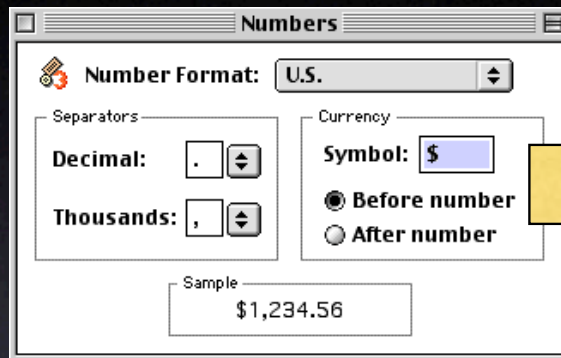 Numbers
Number Format: U.S.
Separators
Decimal: .
Thousands: ,
Currency
Symbol: $
Before number
After number
Sample
$1,234.56